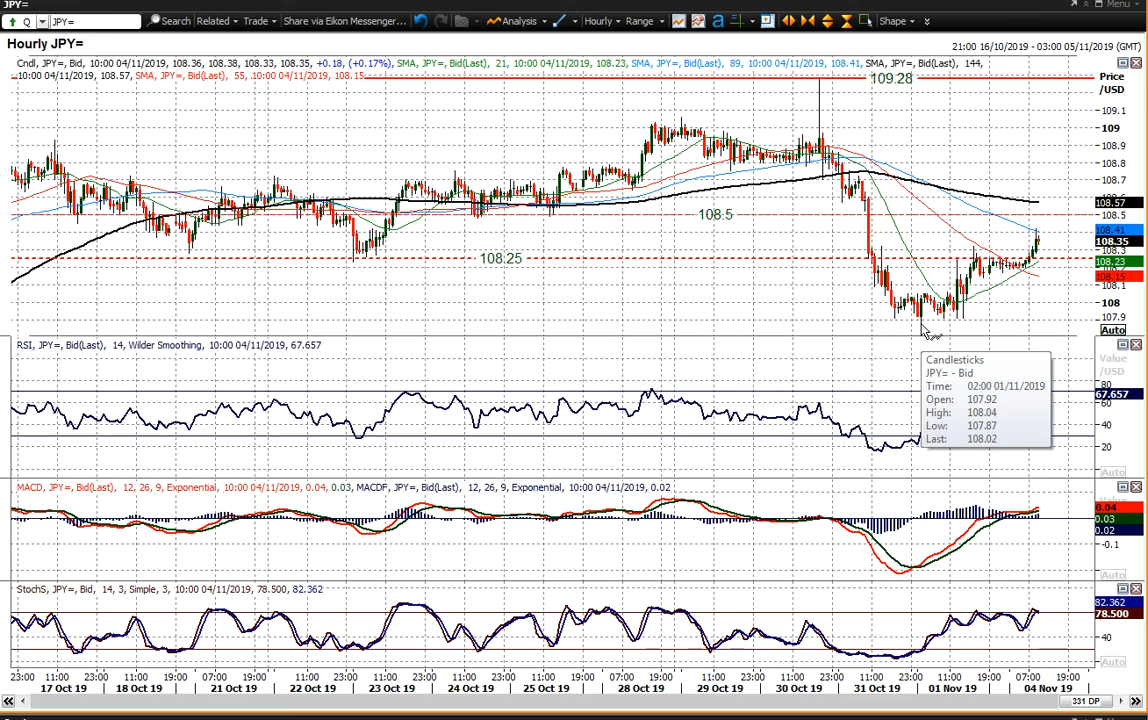 JPY=
Menu
Q
JPY=
Search
Related
Trade
Share via Eikon Messenger...
Analysis
Hourly
Range
a
Shape
Hourly JPY=
21:00 16/10/2019 - 03:00 05/11/2019 (GMT)
Cndl, JPY=, Bid, 10:00 04/11/2019, 108.36, 108.38, 108.33, 108.35, +0.18, (+0.17%), SMA, JPY=, Bid(Last), 21, 10:00 04/11/2019, 108.23, SMA, JPY=, Bid(Last), 89, 10:00 04/11/2019, 108.41, SMA, JPY=, Bid(Last), 144,
10:00 04/11/2019, 108.57, SMA, JPY=, Bid(Last), 55, 10:00 04/11/2019, 108.15
Price
/USD
109.28
109.1
109
108.9
108.8
108.7
108.57
108.5
108.5
108.41
108.35
108.3
108.25
108.23
108.15
108.1
108
107.9
Auto
RSI, JPY=, Bid(Last), 14, Wilder Smoothing, 10:00 04/11/2019, 67.657
Value
/USD
80
67.657
60
40
20
Auto
Candlesticks
JPY= - Bid
Time: 02:00 01/11/2019
Open: 107.92
High: 108.04
Low: 107.87
Last: 108.02
MACD, JPY=, Bid(Last), 12, 26, 9, Exponential, 10:00 04/11/2019, 0.04, 0.03, MACDF, JPY=, Bid(Last), 12, 26, 9, Exponential, 10:00 04/11/2019, 0.02
0.04
0.03
0.02
-0.1
Auto
StochS, JPY=, Bid, 14, 3, Simple, 3, 10:00 04/11/2019, 78.500, 82.362
82.362
78.500
40
Auto
23:00 11:00 23:00 11:00 19:00 07:00 19:00 11:00 23:00 11:00 23:00 11:00 19:00 07:00 19:00 07:00 19:00 11:00 23:00 11:00 23:00 11:00 23:00 11:00 19:00 07:00 19:00
17 Oct 19 18 Oct 19 21 Oct 19 22 Oct 19 23 Oct 19 24 Oct 19 25 Oct 19 28 Oct 19 29 Oct 19 30 Oct 19 31 Oct 19 01 Nov 19 04 Nov 19
331 DP